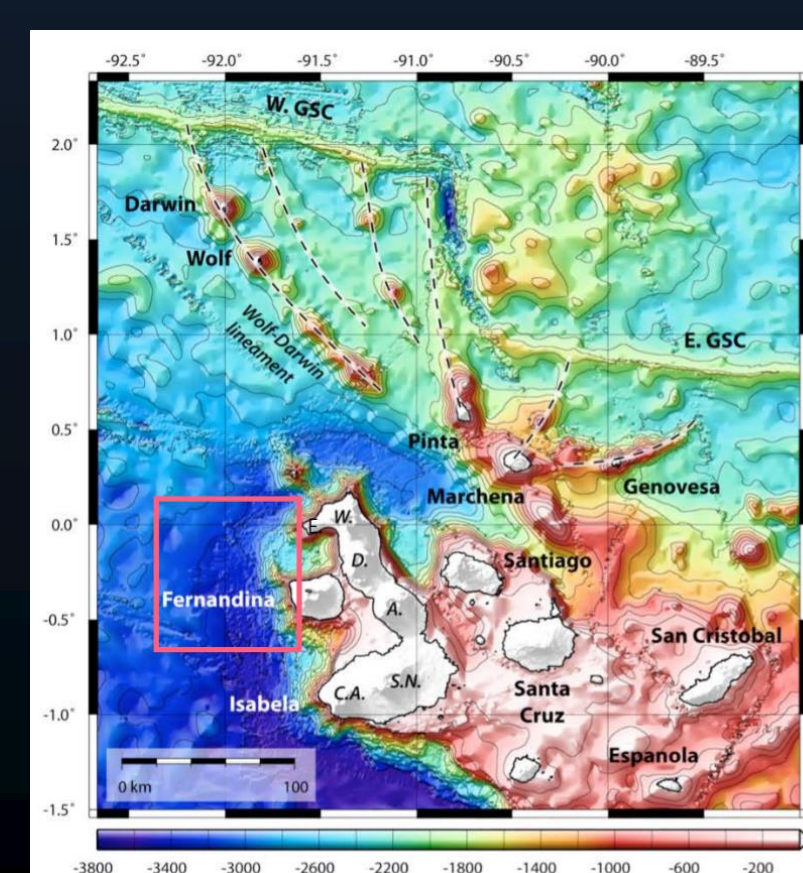 -92.5˚ -92.0˚ -91.5˚ -91.0˚ -90.5˚ -90.0˚ -89.5˚
W. GSC
2.0˚
Darwin
1.5˚
Wolf
Wolf-Darwin
lineament
1.0˚
E. GSC
0.5˚
Pinta
Marchena
Genovesa
0.0˚
E
W.
D.
Santiago
Fernandina
A.
-0.5˚
San Cristobal
Isabela
C.A.
S.N.
Santa
Cruz
-1.0˚
Espanola
0 km 100
-1.5˚
-3800 -3400 -3000 -2600 -2200 -1800 -1400 -1000 -600 -200